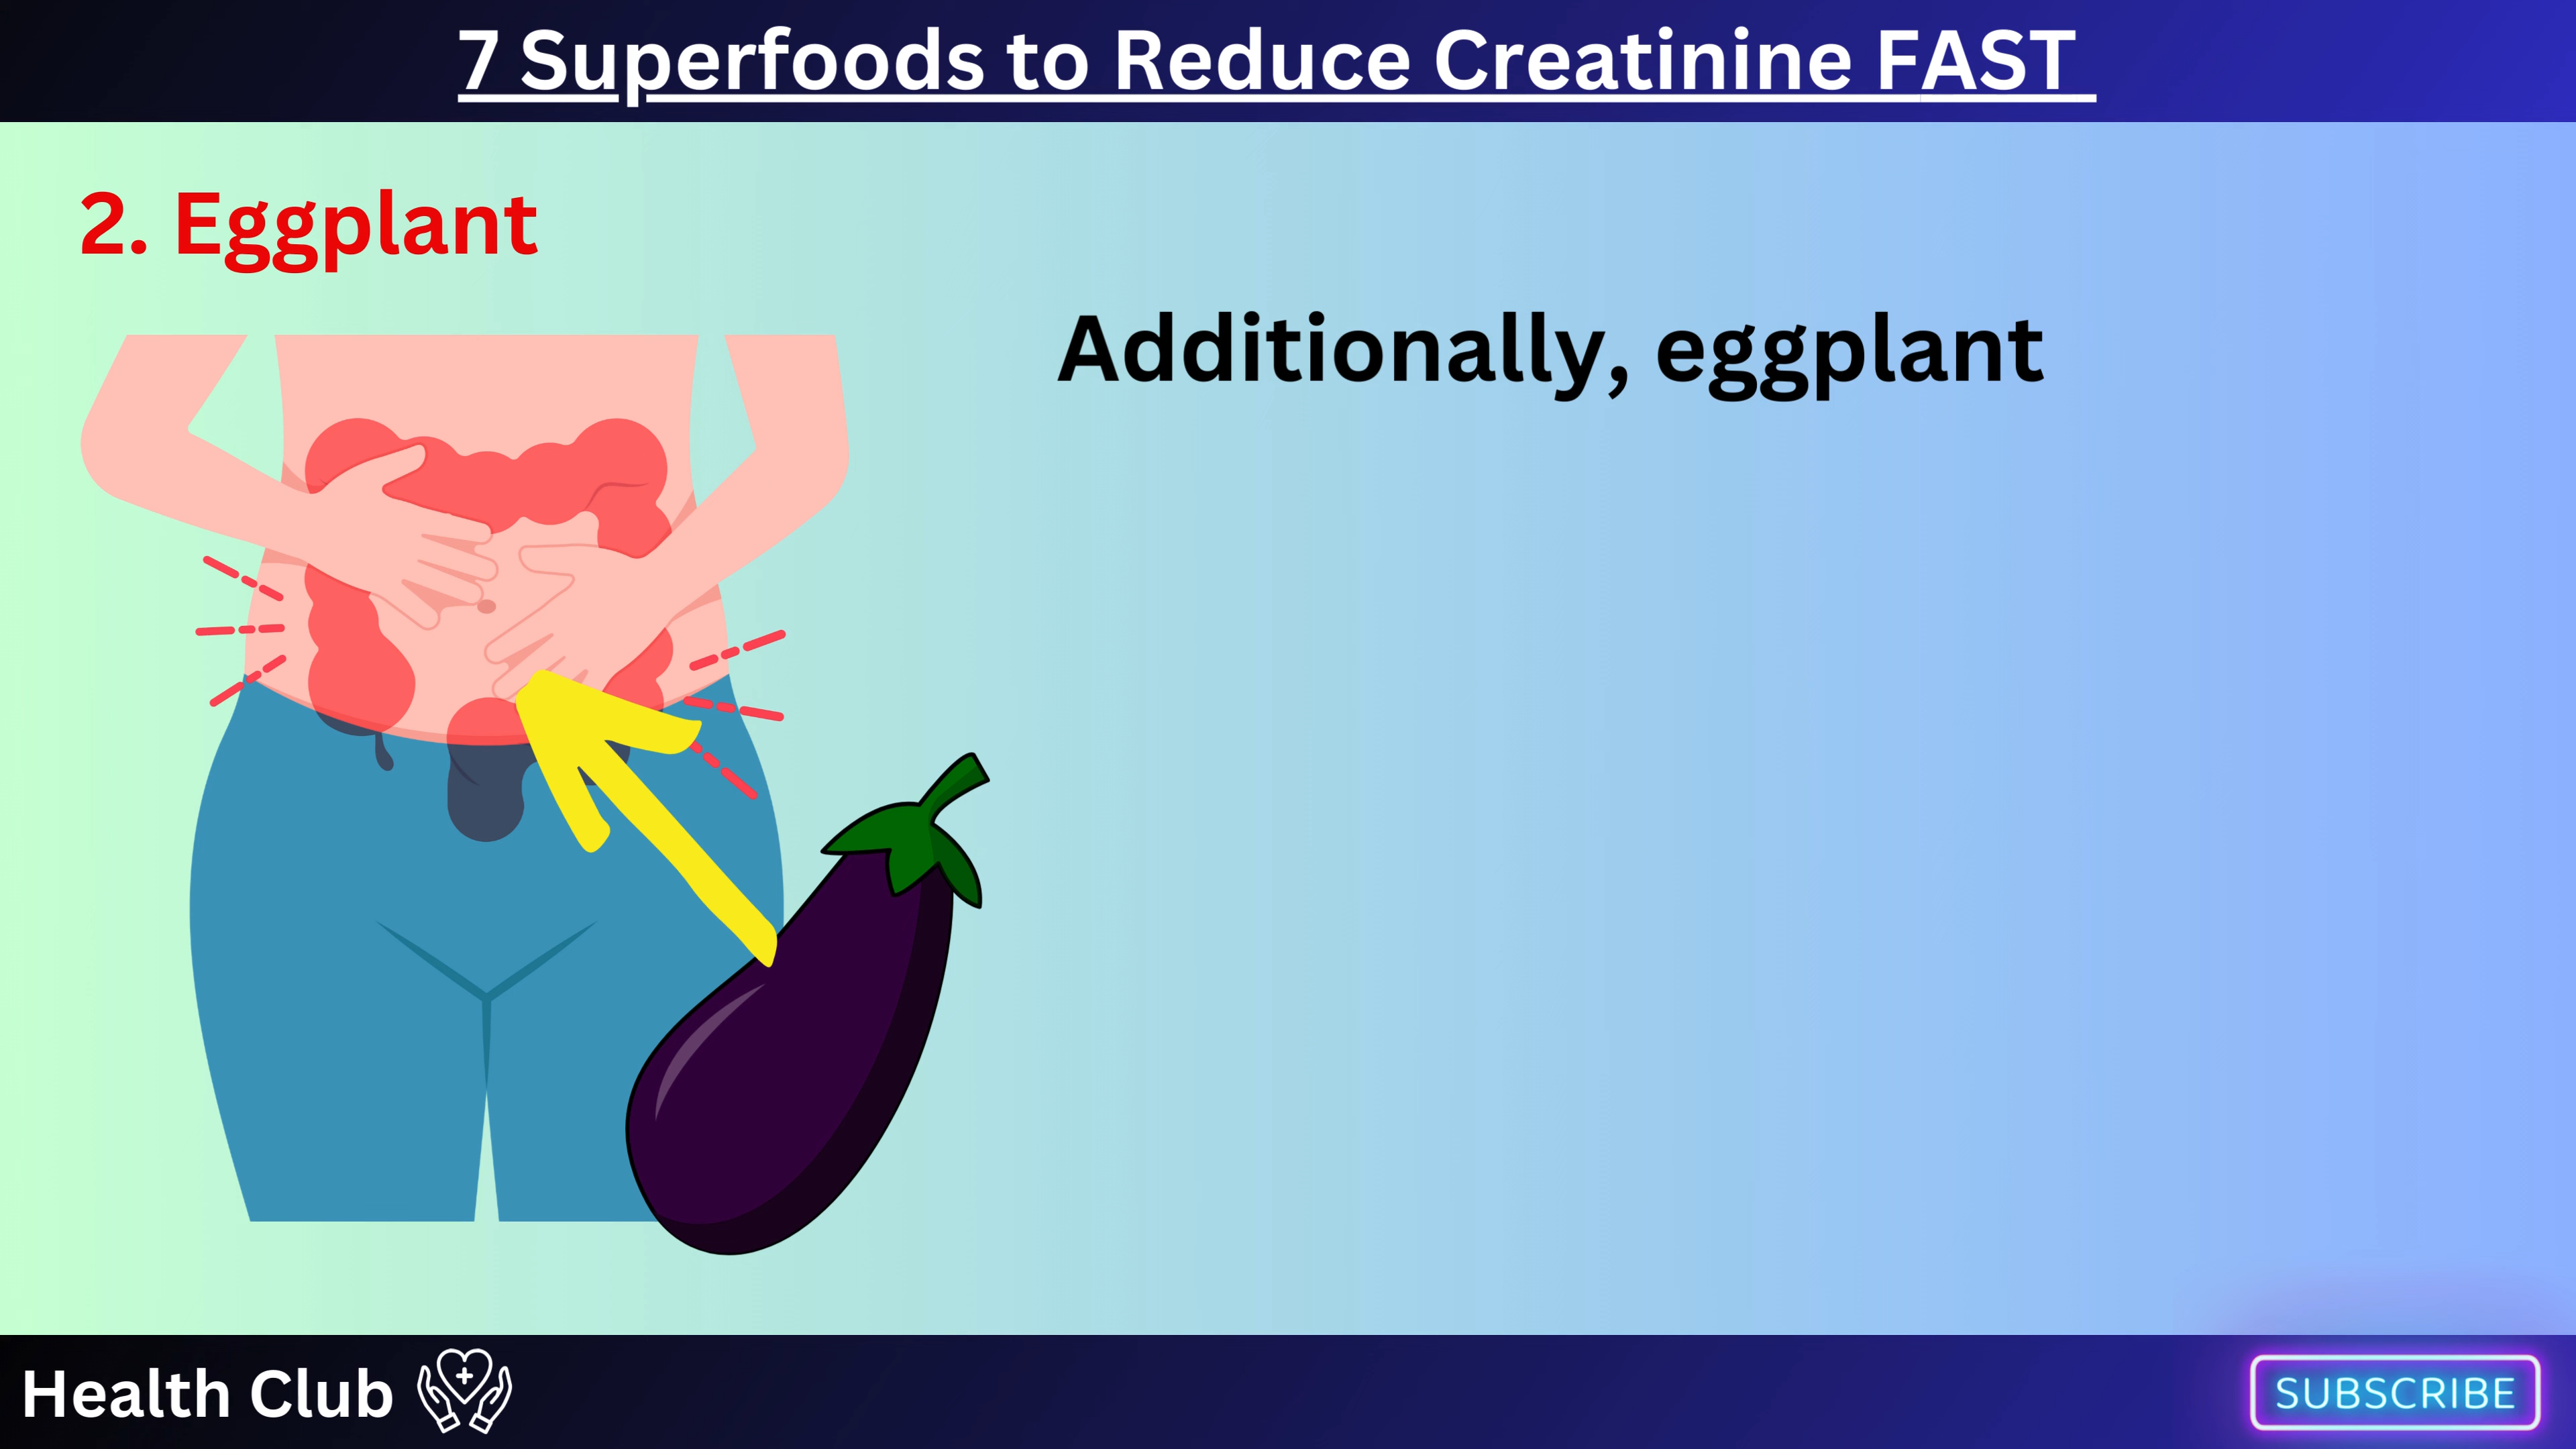 7 Superfoods to Reduce Creatinine FAST
2. Eggplant
Additionally, eggplant
Health Club
SUBSCRIBE